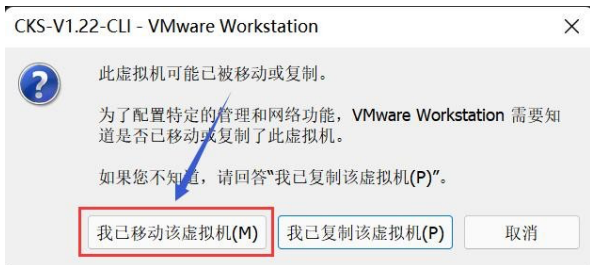 CKS-V1.22-CLI - VMware Workstation
此虚拟机可能已被移动或复制。
为了配置特定的管理和网络功能，VMware Workstation 需要知
道是否已移动或复制了此虚拟机。
如果您不知道，请回答“我已复制该虚拟机(P)”。
我已移动该虚拟机(M) 我已复制该虚拟机(P) 取消